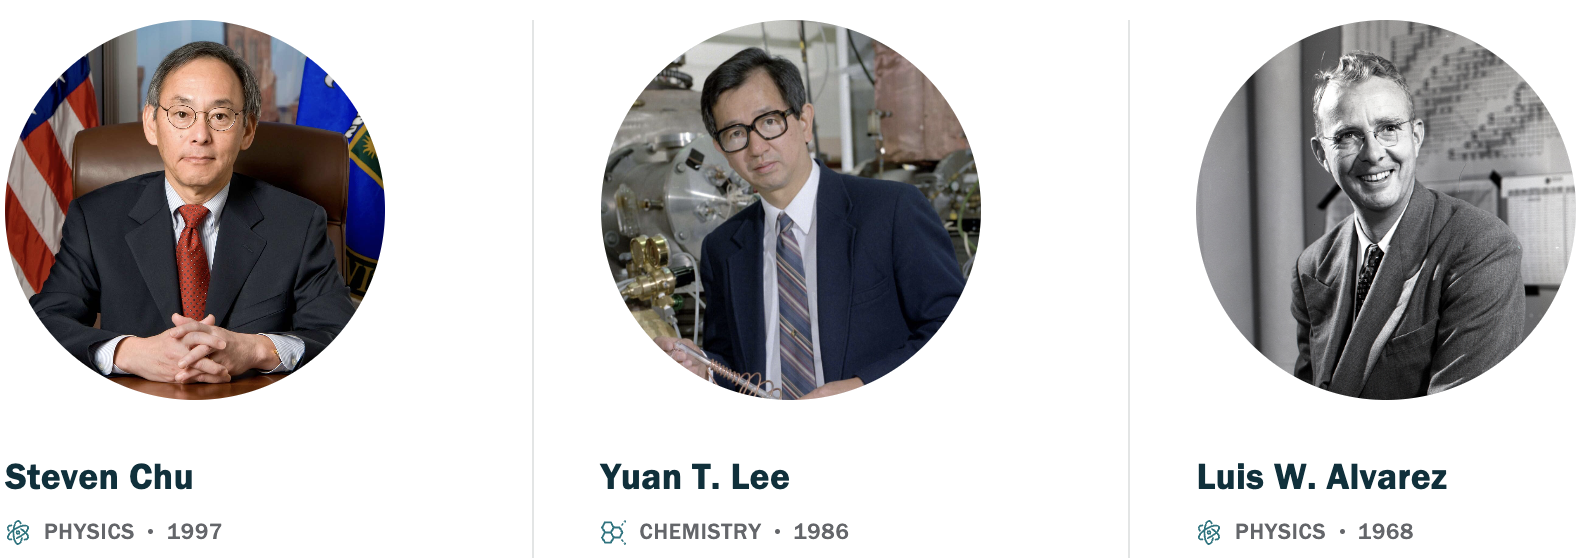 Steven Chu
PHYSICS • 1997
Yuan T. Lee
CHEMISTRY • 1986
Luis W. Alvarez
PHYSICS • 1968